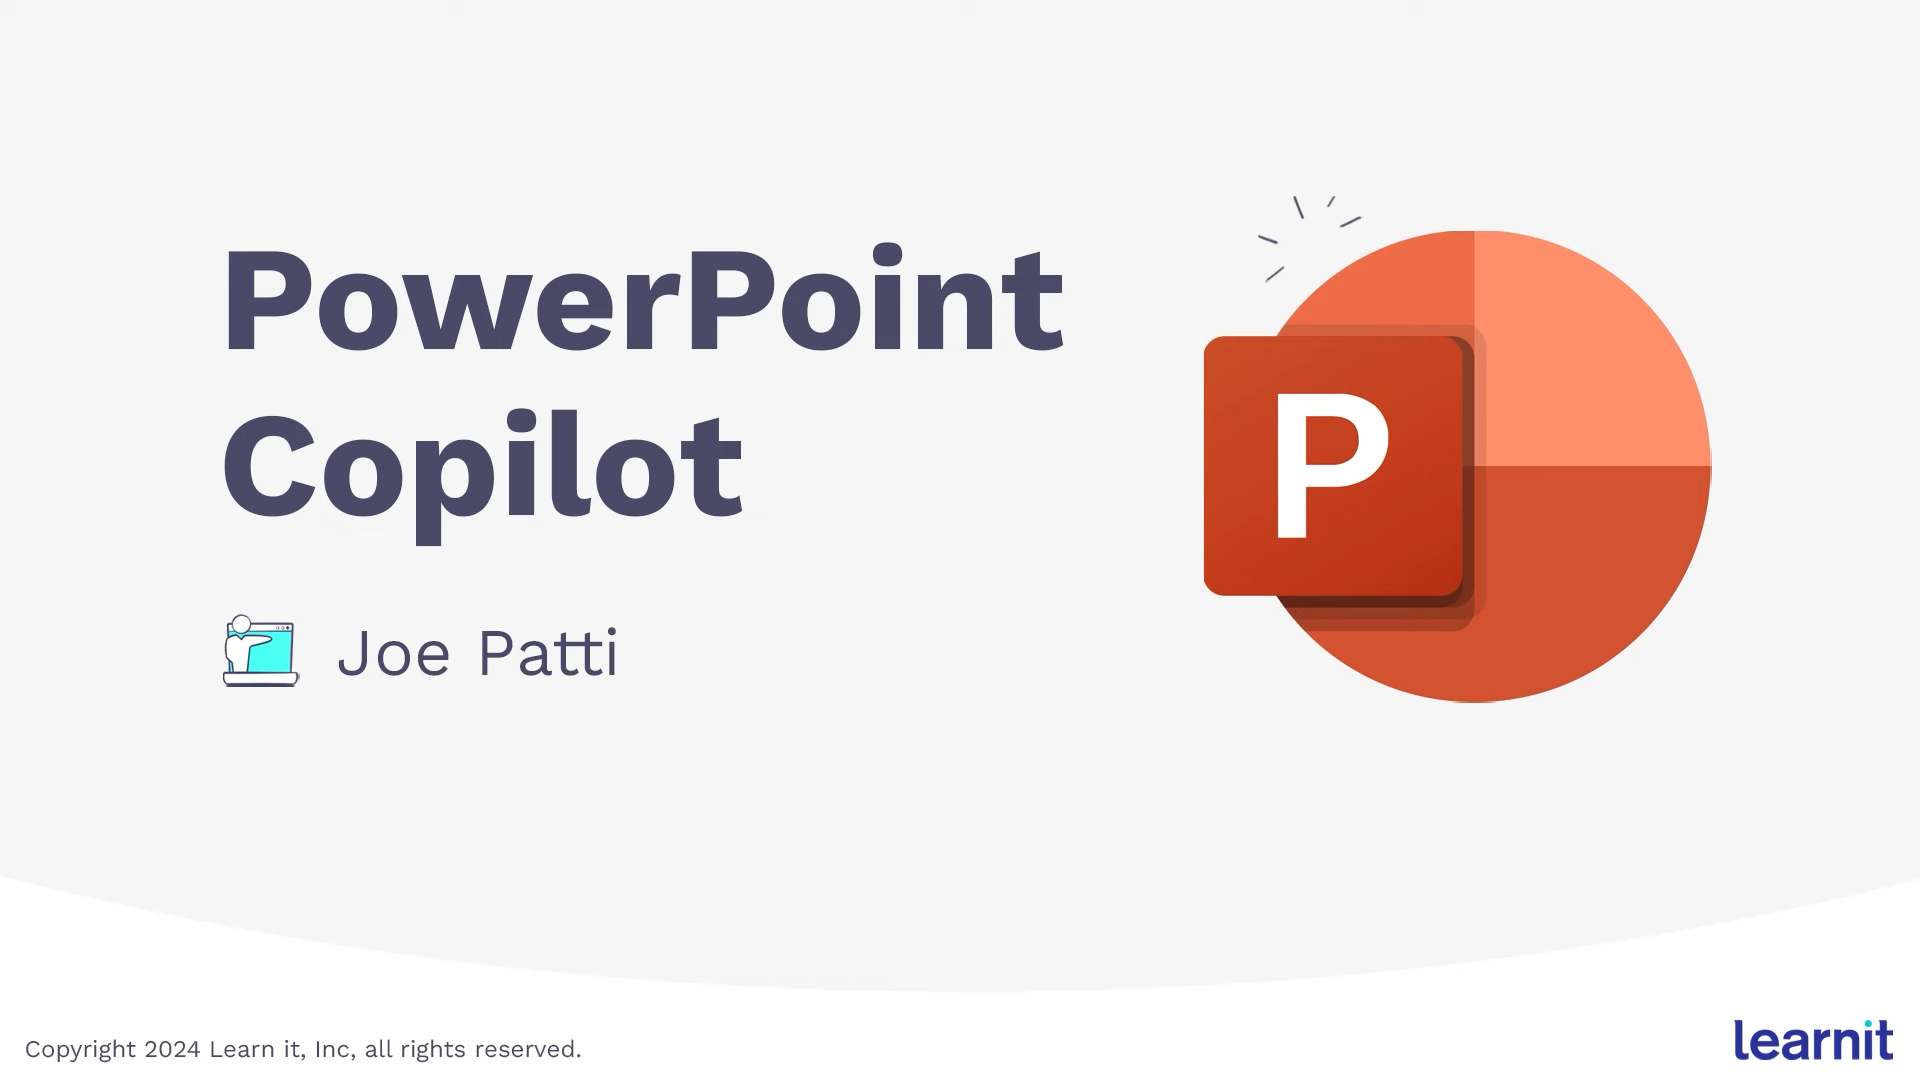 PowerPoint
Copilot
P
Joe Patti
Copyright 2024 Learn it, Inc, all rights reserved.
learnit